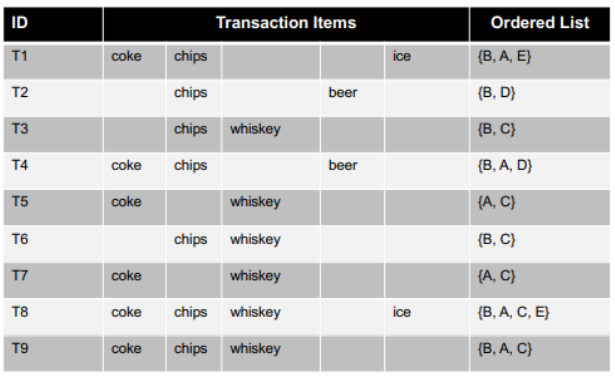 ID Transaction Items Ordered List
T1 coke chips ice {B, A, E}
T2 chips beer {B, D}
T3 chips whiskey {B, C}
T4 coke chips beer {B, A, D}
T5 coke whiskey {A, C}
T6 chips whiskey {B, C}
T7 coke whiskey {A, C}
T8 coke chips whiskey ice {B, A, C, E}
T9 coke chips whiskey {B, A, C}